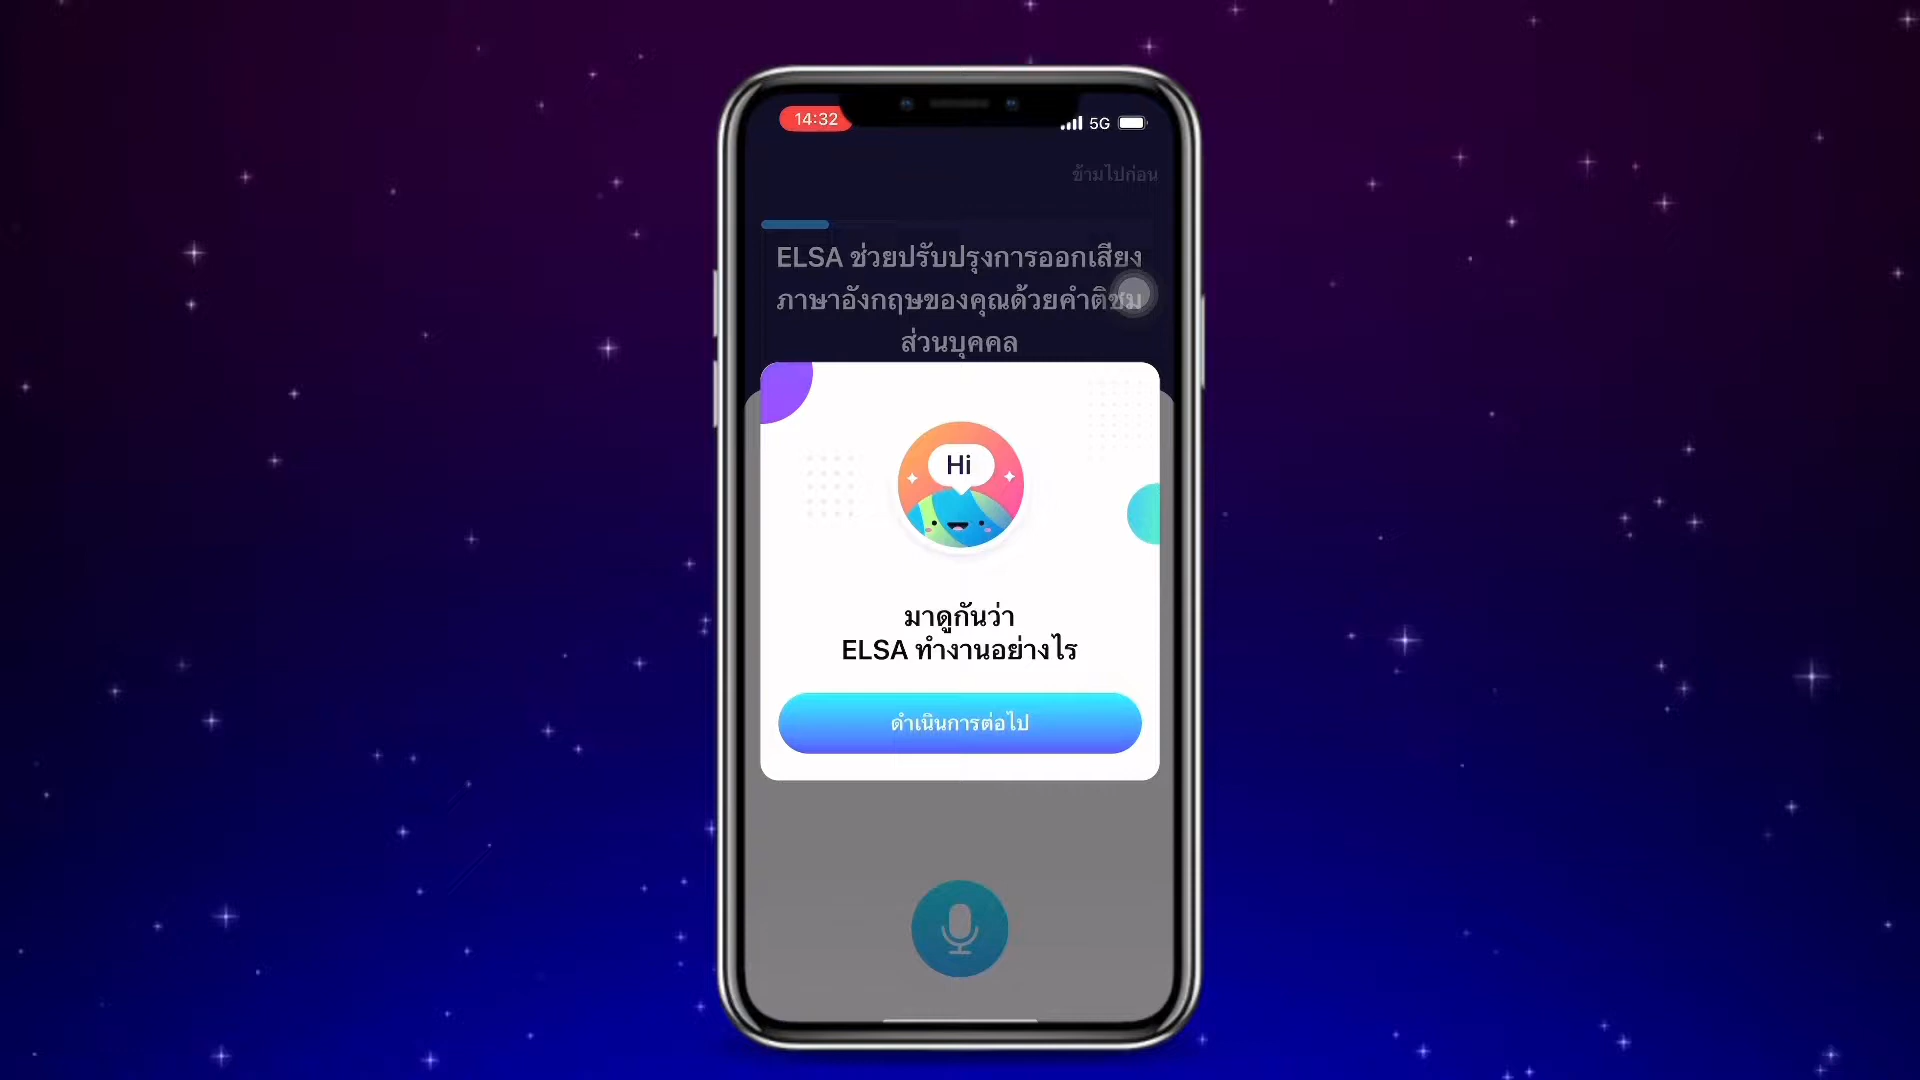 14:32
5G
ข้ามไปก่อน
ELSA ช่วยปรับปรุงการออกเสียง
ภาษาอังกฤษของคุณด้วยคำติชม
ส่วนบุคคล
Hi
มาดูกันว่า
ELSA ทำงานอย่างไร
ดำเนินการต่อไป